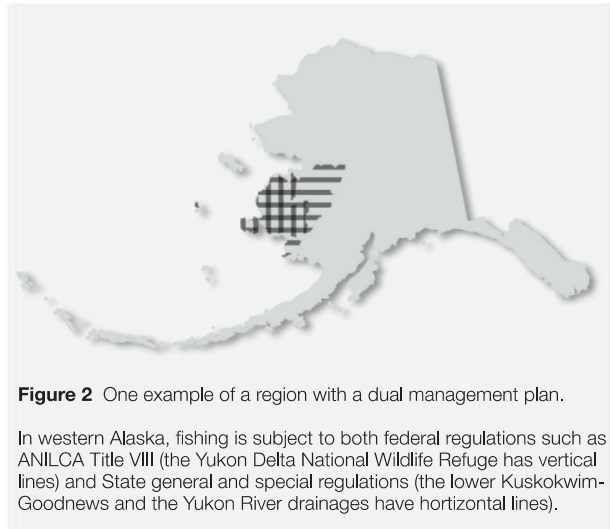 Figure 2 One example of a region with a dual management plan.
In western Alaska, fishing is subject to both federal regulations such as
ANILCA Title VIII (the Yukon Delta National Wildlife Refuge has vertical
lines) and State general and special regulations (the lower Kuskokwim-
Goodnews and the Yukon River drainages have hortizontal lines).